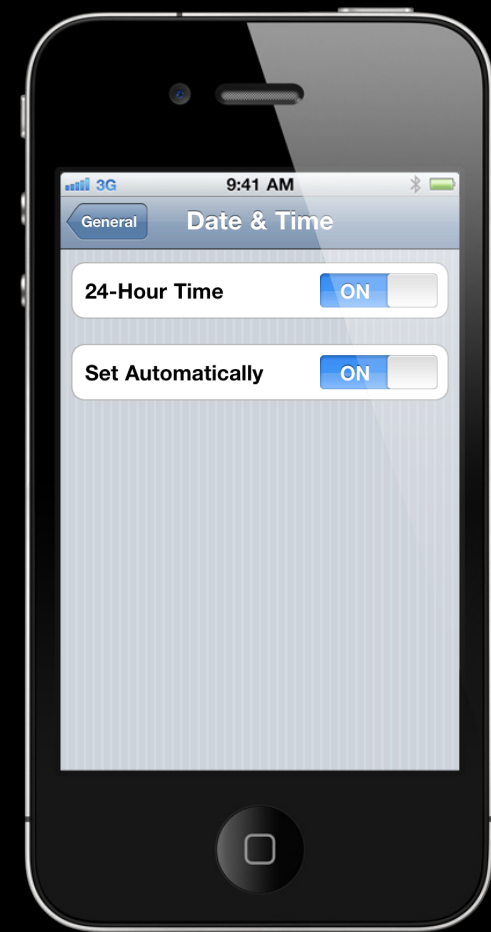 3G 9:41 AM
General Date & Time
24-Hour Time ON
Set Automatically ON